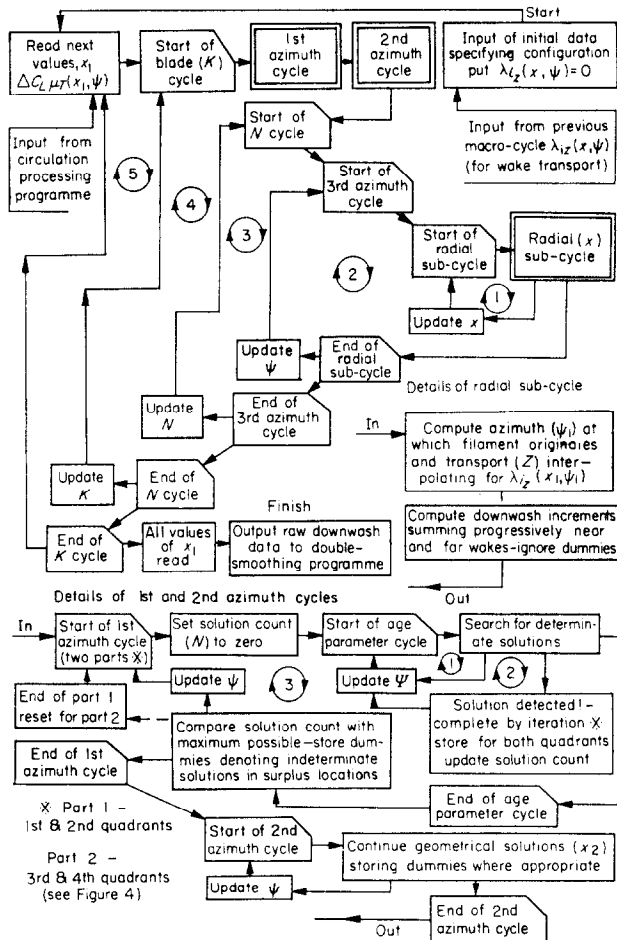 Start
Read next
values, x₁
ΔC_L μ_T(x₁, ψ)
Start of
blade (K)
cycle
1st
azimuth
cycle
2nd
azimuth
cycle
Input of initial data
specifying configuration
put λ_{i_z}(x, ψ)=0
Input from
circulation
processing
programme
5
4
3
2
1
Start of
N cycle
Start of
3rd azimuth
cycle
Start of
radial
sub-cycle
Radial (x)
sub-cycle
Input from previous
macro-cycle λ_{iz}(x,ψ)
(for wake transport)
Update x
Update
ψ
End of
radial
sub-cycle
Update
N
End of
3rd azimuth
cycle
Update
K
End of
N cycle
End of
K cycle
All values
of x₁
read
Finish
Output raw downwash
data to double-
smoothing programme
Details of radial sub-cycle
In
Compute azimuth (ψ₁) at
which filament originates
and transport (Z) inter-
polating for λ_{i_z}(x₁,ψ₁)
Compute downwash increments
summing progressively near
and far wakes-ignore dummies
Out
Details of 1st and 2nd azimuth cycles
In
Start of 1st
azimuth cycle
(two parts ※)
Set solution count
(N) to zero
Start of age
parameter cycle
Search for determin-
ate solutions
Update ψ
3
Update Ψ
1
2
End of part 1
reset for part 2
Compare solution count with
maximum possible—store dum-
mies denoting indeterminate
solutions in surplus locations
Solution detected!-
complete by iteration ※
store for both quadrants
update solution count
End of 1st
azimuth cycle
End of age
parameter cycle
※ Part 1 -
1st & 2nd quadrants
Part 2 -
3rd & 4th quadrants
(see Figure 4)
Start of 2nd
azimuth cycle
Continue geometrical solutions (x₂)
storing dummies where appropriate
Update ψ
Out
End of 2nd
azimuth cycle